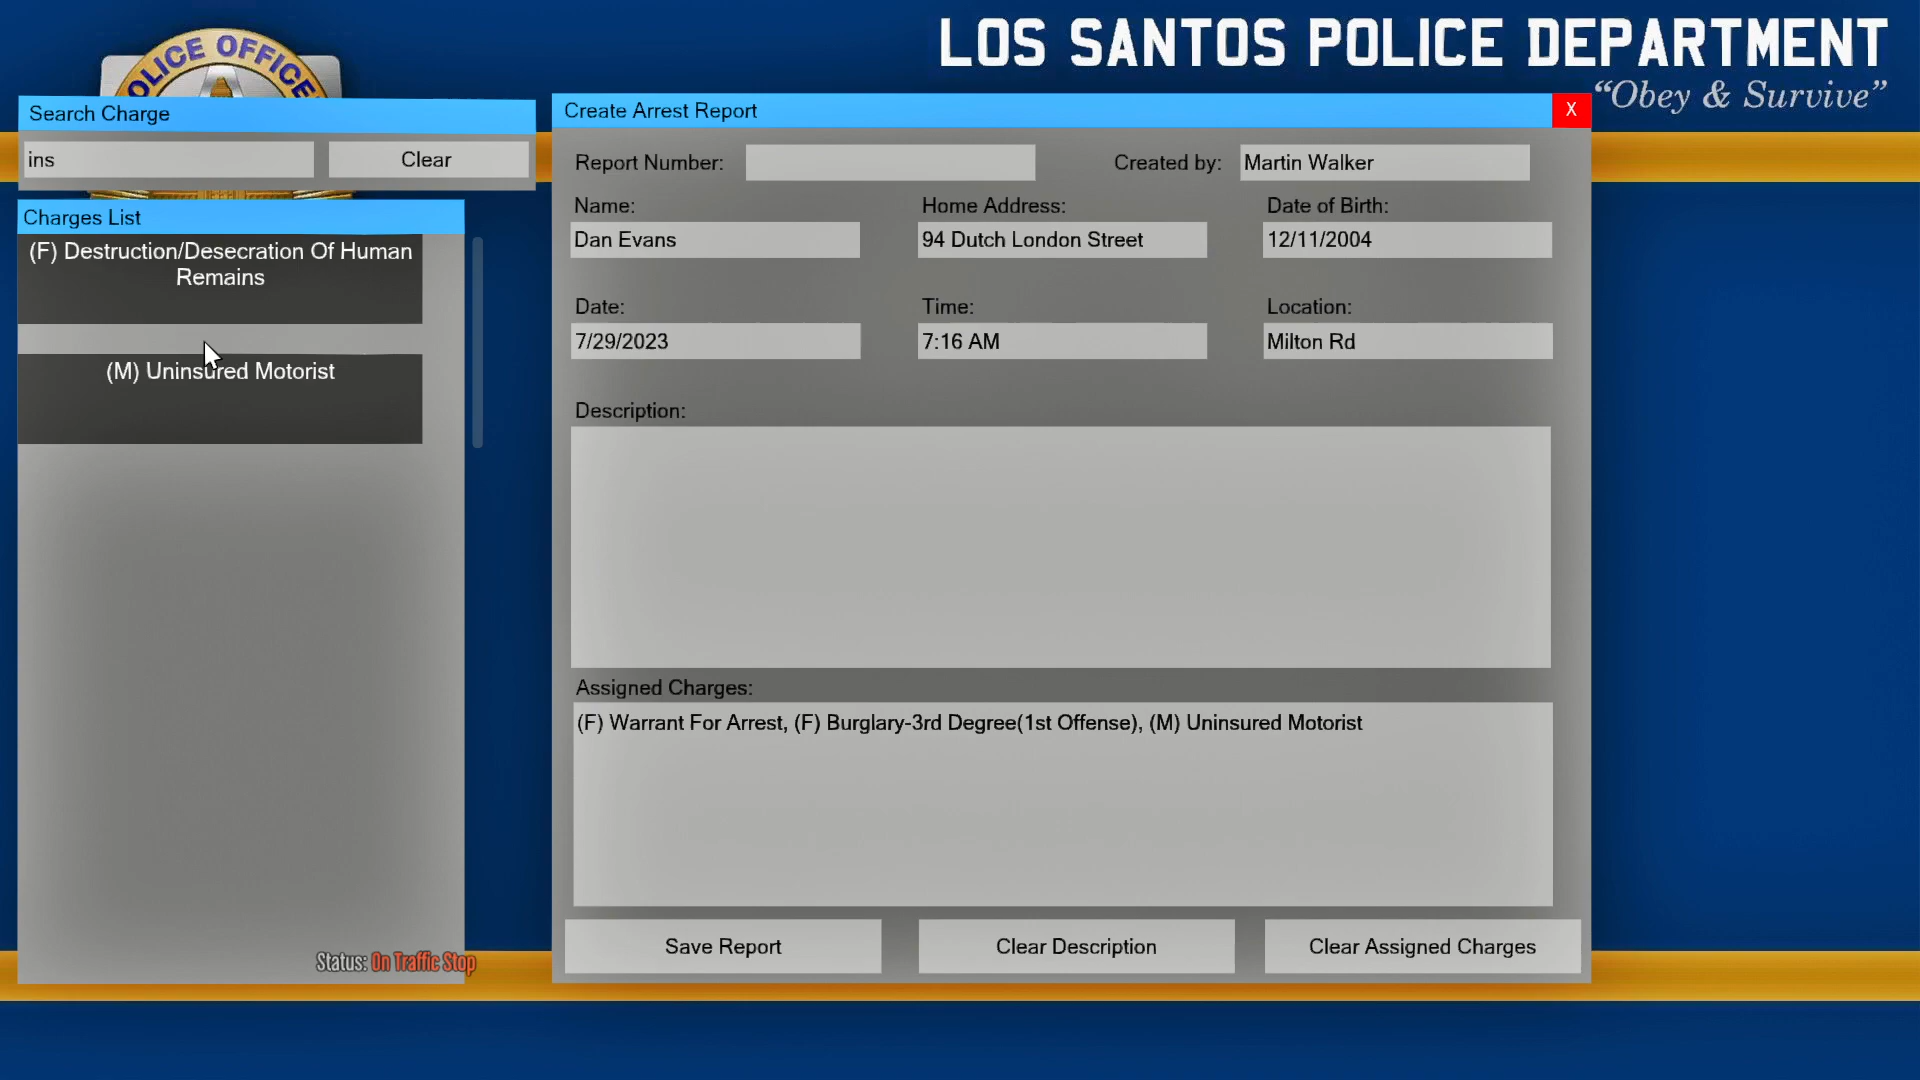 LOS SANTOS POLICE DEPARTMENT
“Obey & Survive”
POLICE OFFICER
Search Charge
ins
Clear
Charges List
(F) Destruction/Desecration Of Human
Remains
(M) Uninsured Motorist
Status: On Traffic Stop
Create Arrest Report
X
Report Number:
Created by: Martin Walker
Name:
Dan Evans
Home Address:
94 Dutch London Street
Date of Birth:
12/11/2004
Date:
7/29/2023
Time:
7:16 AM
Location:
Milton Rd
Description:
Assigned Charges:
(F) Warrant For Arrest, (F) Burglary-3rd Degree(1st Offense), (M) Uninsured Motorist
Save Report
Clear Description
Clear Assigned Charges